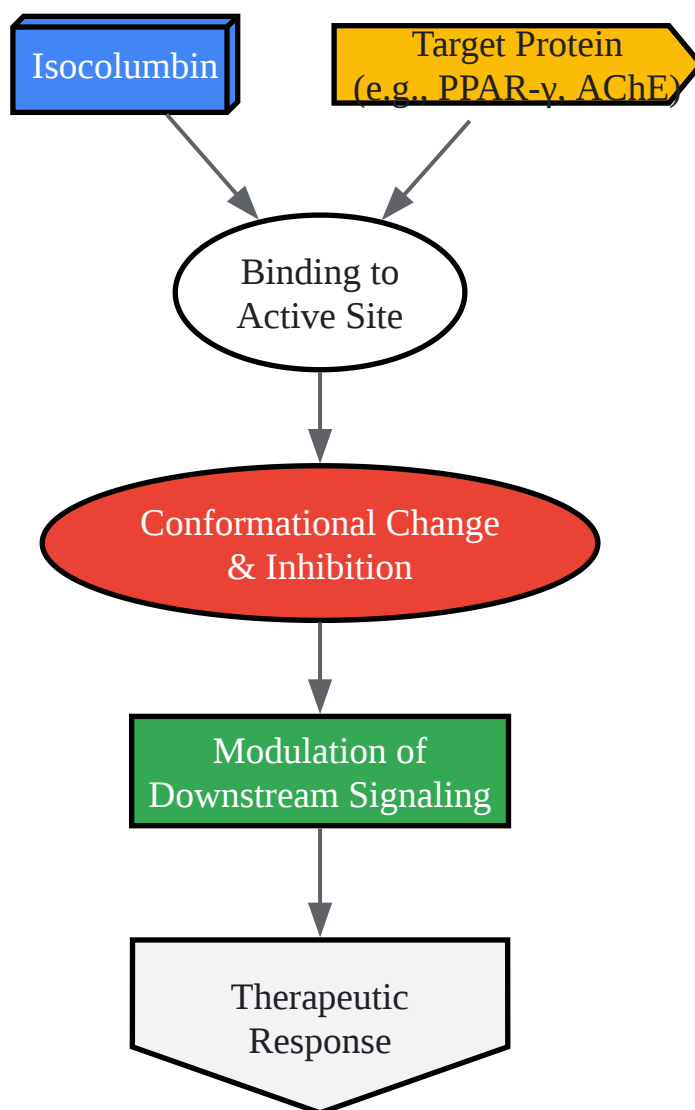 Isocolumbin
Target Protein
(e.g., PPAR-γ, AChE)
Binding to
Active Site
Conformational Change
& Inhibition
Modulation of
Downstream Signaling
Therapeutic
Response